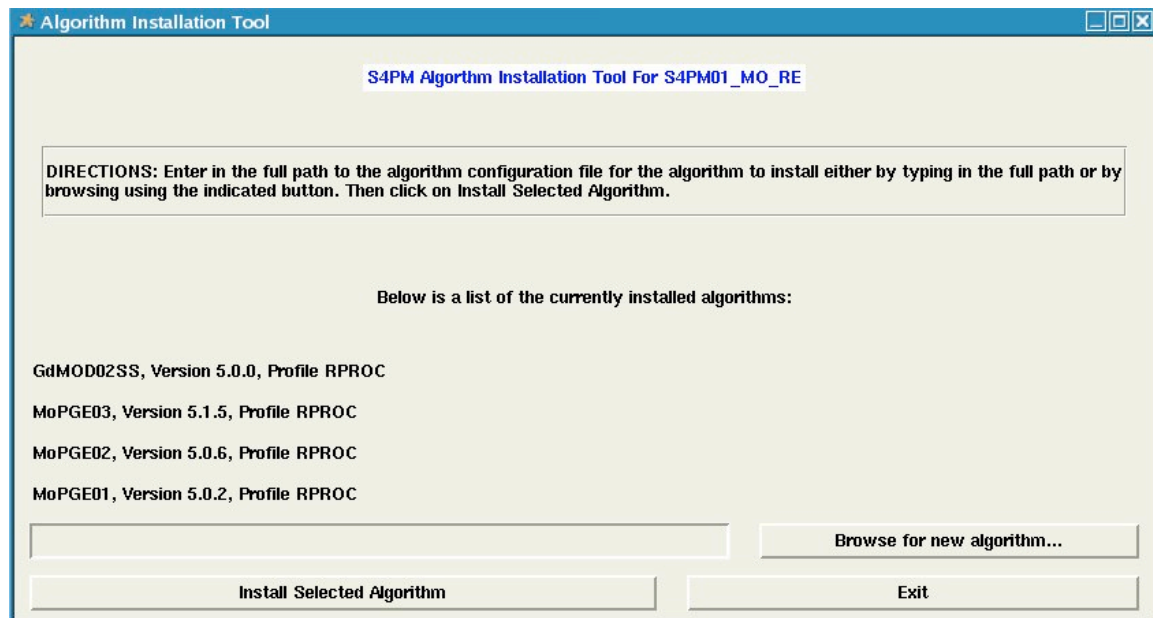 Algorithm Installation Tool
S4PM Algorthm Installation Tool For S4PM01_MO_RE
DIRECTIONS: Enter in the full path to the algorithm configuration file for the algorithm to install either by typing in the full path or by
browsing using the indicated button. Then click on Install Selected Algorithm.
Below is a list of the currently installed algorithms:
GdMOD02SS, Version 5.0.0, Profile RPROC
MoPGE03, Version 5.1.5, Profile RPROC
MoPGE02, Version 5.0.6, Profile RPROC
MoPGE01, Version 5.0.2, Profile RPROC
Browse for new algorithm...
Install Selected Algorithm
Exit